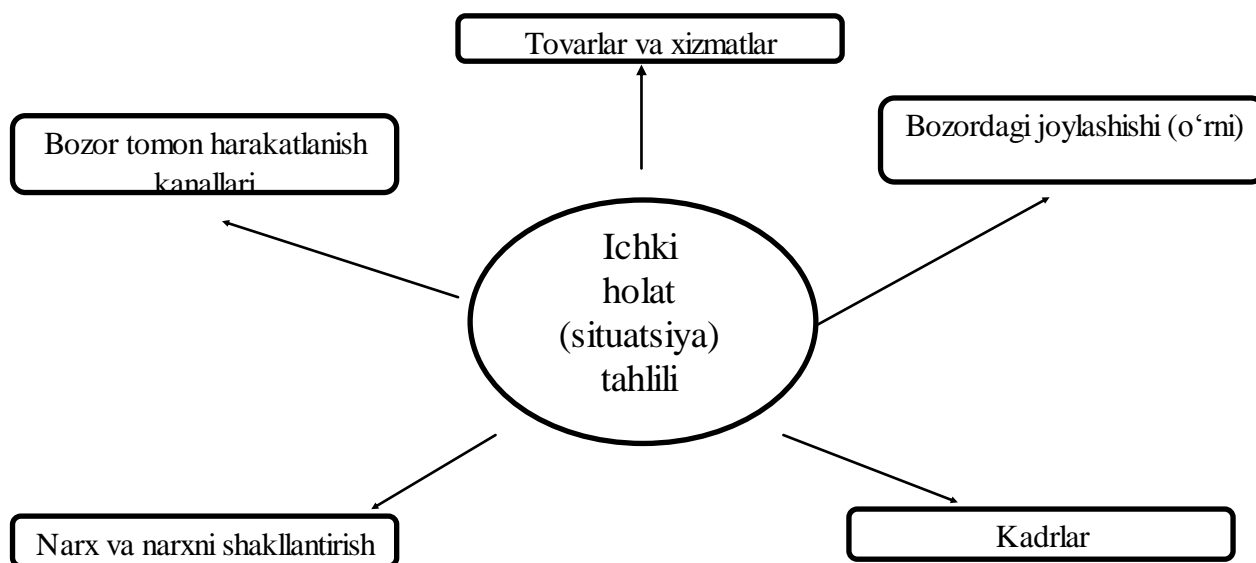 Tovarlar va xizmatlar
Bozor tomon harakatlanish
kanallari
Bozordagi joylashishi (o‘rni)
Ichki
holat
(situatsiya)
tahlili
Narx va narxni shakllantirish
Kadrlar